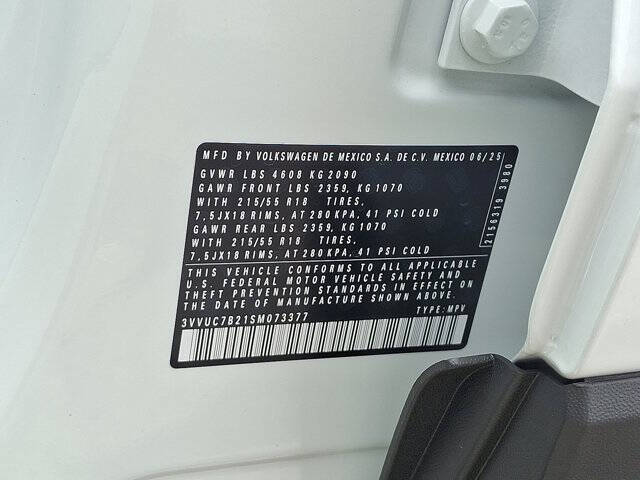 MFD BY VOLKSWAGEN DE MEXICO S.A. DE C.V. MEXICO 06/25
GVWR LBS 4608 KG2090
GAWR FRONT LBS 2359, KG1070
WITH 215/55 R18 TIRES,
7.5JX18 RIMS, AT 280KPA, 41 PSI COLD
GAWR REAR LBS 2359, KG1070
WITH 215/55 R18 TIRES,
7.5JX18 RIMS, AT 280KPA, 41 PSI COLD
THIS VEHICLE CONFORMS TO ALL APPLICABLE
U.S. FEDERAL MOTOR VEHICLE SAFETY AND
THEFT PREVENTION STANDARDS IN EFFECT ON
THE DATE OF MANUFACTURE SHOWN ABOVE.
3VVUC7B21SM073377 TYPE:MPV
2156319 3980